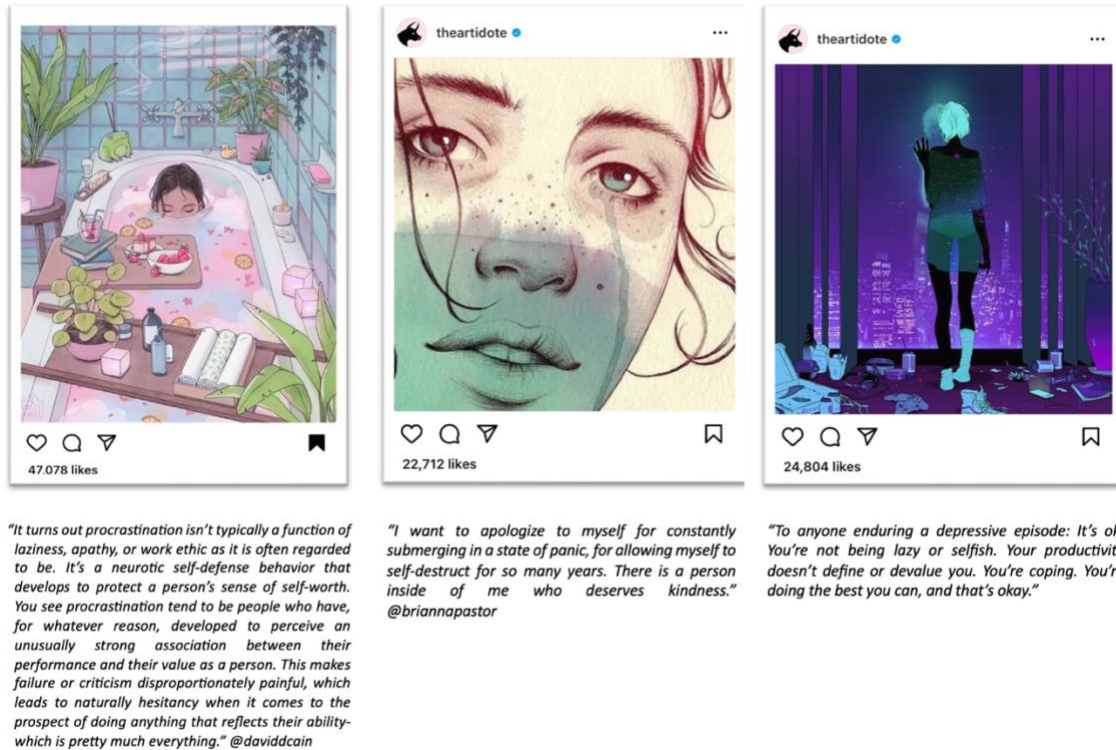 47.078 likes
"It turns out procrastination isn't typically a function of
laziness, apathy, or work ethic as it is often regarded
to be. It's a neurotic self-defense behavior that
develops to protect a person's sense of self-worth.
You see procrastination tend to be people who have,
for whatever reason, developed to perceive an
unusually strong association between their
performance and their value as a person. This makes
failure or criticism disproportionately painful, which
leads to naturally hesitancy when it comes to the
prospect of doing anything that reflects their ability-
which is pretty much everything." @daviddcain
theartidote
22,712 likes
"I want to apologize to myself for constantly
submerging in a state of panic, for allowing myself to
self-destruct for so many years. There is a person
inside of me who deserves kindness."
@briannapastor
theartidote
24,804 likes
"To anyone enduring a depressive episode: It's ok
You're not being lazy or selfish. Your productivit
doesn't define or devalue you. You're coping. You'r
doing the best you can, and that's okay."